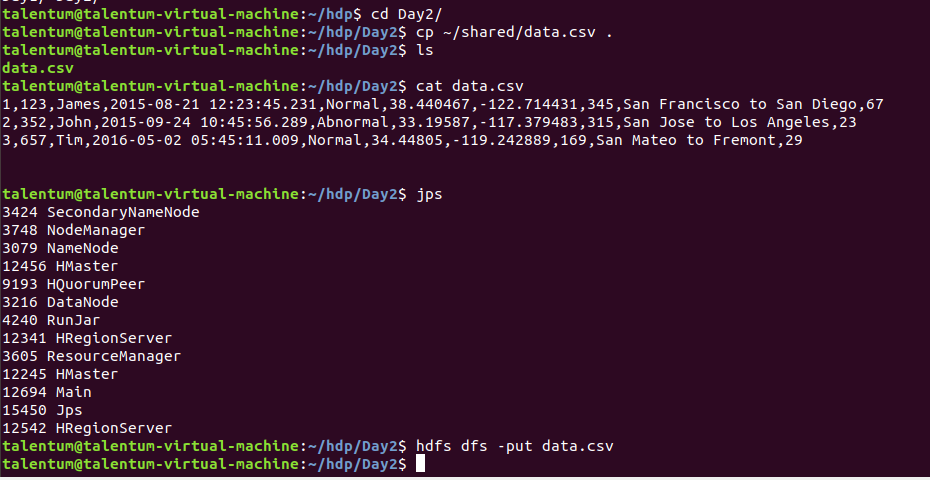 talentum@talentum-virtual-machine:~/hdp$ cd Day2/
talentum@talentum-virtual-machine:~/hdp/Day2$ cp ~/shared/data.csv .
talentum@talentum-virtual-machine:~/hdp/Day2$ ls
data.csv
talentum@talentum-virtual-machine:~/hdp/Day2$ cat data.csv
1,123,James,2015-08-21 12:23:45.231,Normal,38.440467,-122.714431,345,San Francisco to San Diego,67
2,352,John,2015-09-24 10:45:56.289,Abnormal,33.19587,-117.379483,315,San Jose to Los Angeles,23
3,657,Tim,2016-05-02 05:45:11.009,Normal,34.44805,-119.242889,169,San Mateo to Fremont,29
talentum@talentum-virtual-machine:~/hdp/Day2$ jps
3424 SecondaryNameNode
3748 NodeManager
3079 NameNode
12456 HMaster
9193 HQuorumPeer
3216 DataNode
4240 RunJar
12341 HRegionServer
3605 ResourceManager
12245 HMaster
12694 Main
15450 Jps
12542 HRegionServer
talentum@talentum-virtual-machine:~/hdp/Day2$ hdfs dfs -put data.csv
talentum@talentum-virtual-machine:~/hdp/Day2$